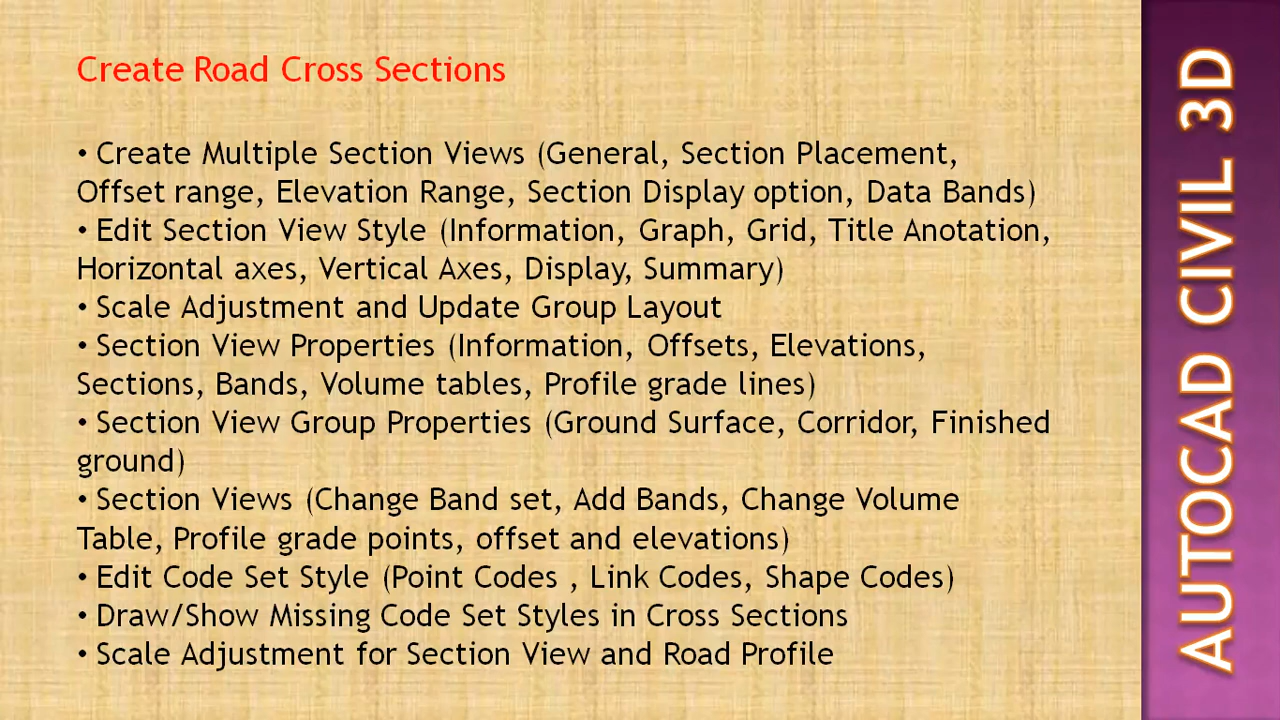 Create Road Cross Sections
• Create Multiple Section Views (General, Section Placement,
Offset range, Elevation Range, Section Display option, Data Bands)
• Edit Section View Style (Information, Graph, Grid, Title Anotation,
Horizontal axes, Vertical Axes, Display, Summary)
• Scale Adjustment and Update Group Layout
• Section View Properties (Information, Offsets, Elevations,
Sections, Bands, Volume tables, Profile grade lines)
• Section View Group Properties (Ground Surface, Corridor, Finished
ground)
• Section Views (Change Band set, Add Bands, Change Volume
Table, Profile grade points, offset and elevations)
• Edit Code Set Style (Point Codes , Link Codes, Shape Codes)
• Draw/Show Missing Code Set Styles in Cross Sections
• Scale Adjustment for Section View and Road Profile
AUTOCAD CIVIL 3D